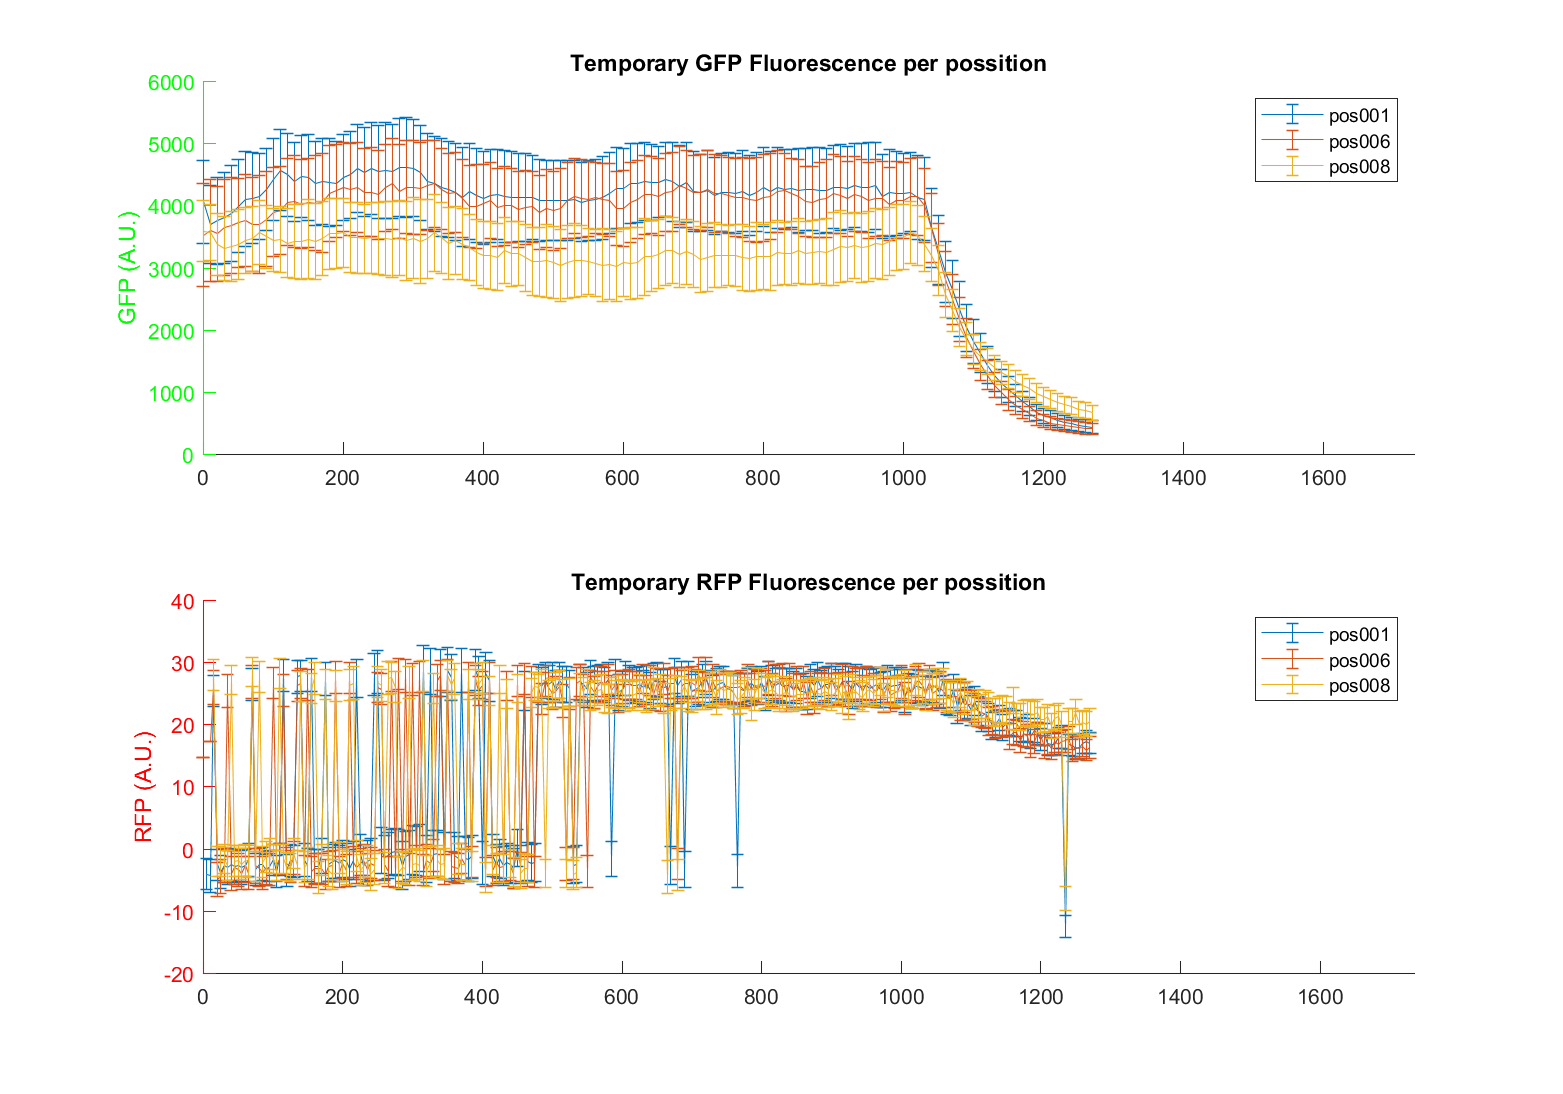 Temporary GFP Fluorescence per possition
6000
5000
4000
3000
2000
1000
0
GFP (A.U.)
0 200 400 600 800 1000 1200 1400 1600
pos001
pos006
pos008
Temporary RFP Fluorescence per possition
40
30
20
10
0
-10
-20
RFP (A.U.)
0 200 400 600 800 1000 1200 1400 1600
pos001
pos006
pos008